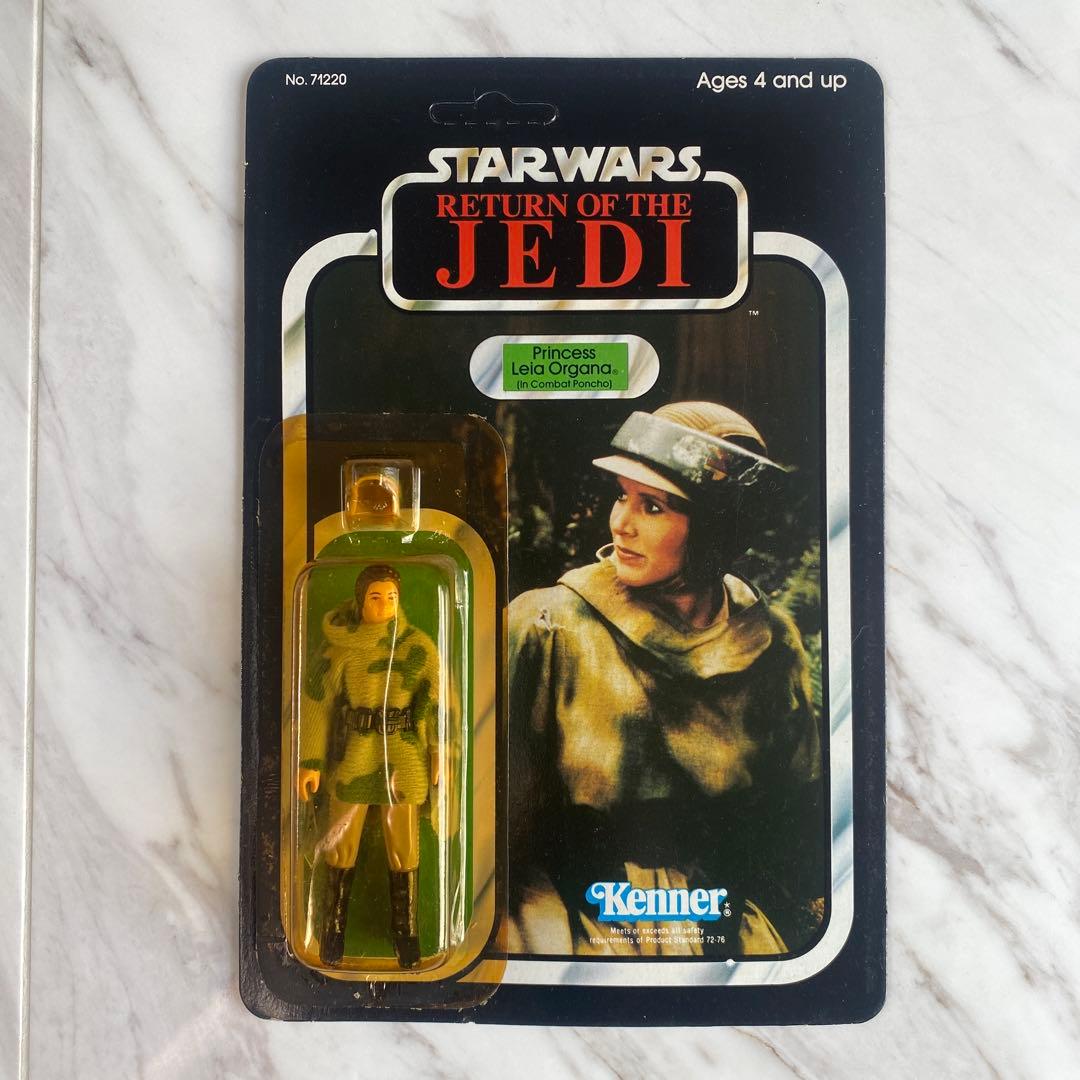 No. 71220
Ages 4 and up
STAR WARS
RETURN OF THE
JEDI
TM
Princess
Leia Organa®
(In Combat Poncho)
Kenner
Meets or exceeds all safety
requirements of Product Standard 72-76